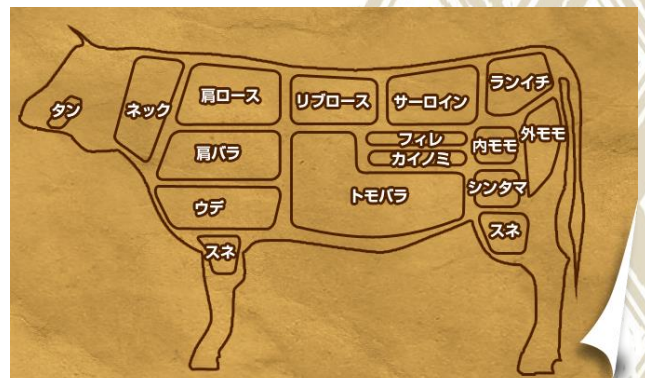 タン
ネック
肩ロース
リブロース
サーロイン
ランイチ
肩バラ
フィレ
カイノミ
内モモ
外モモ
ウデ
トモバラ
シンタマ
スネ
スネ